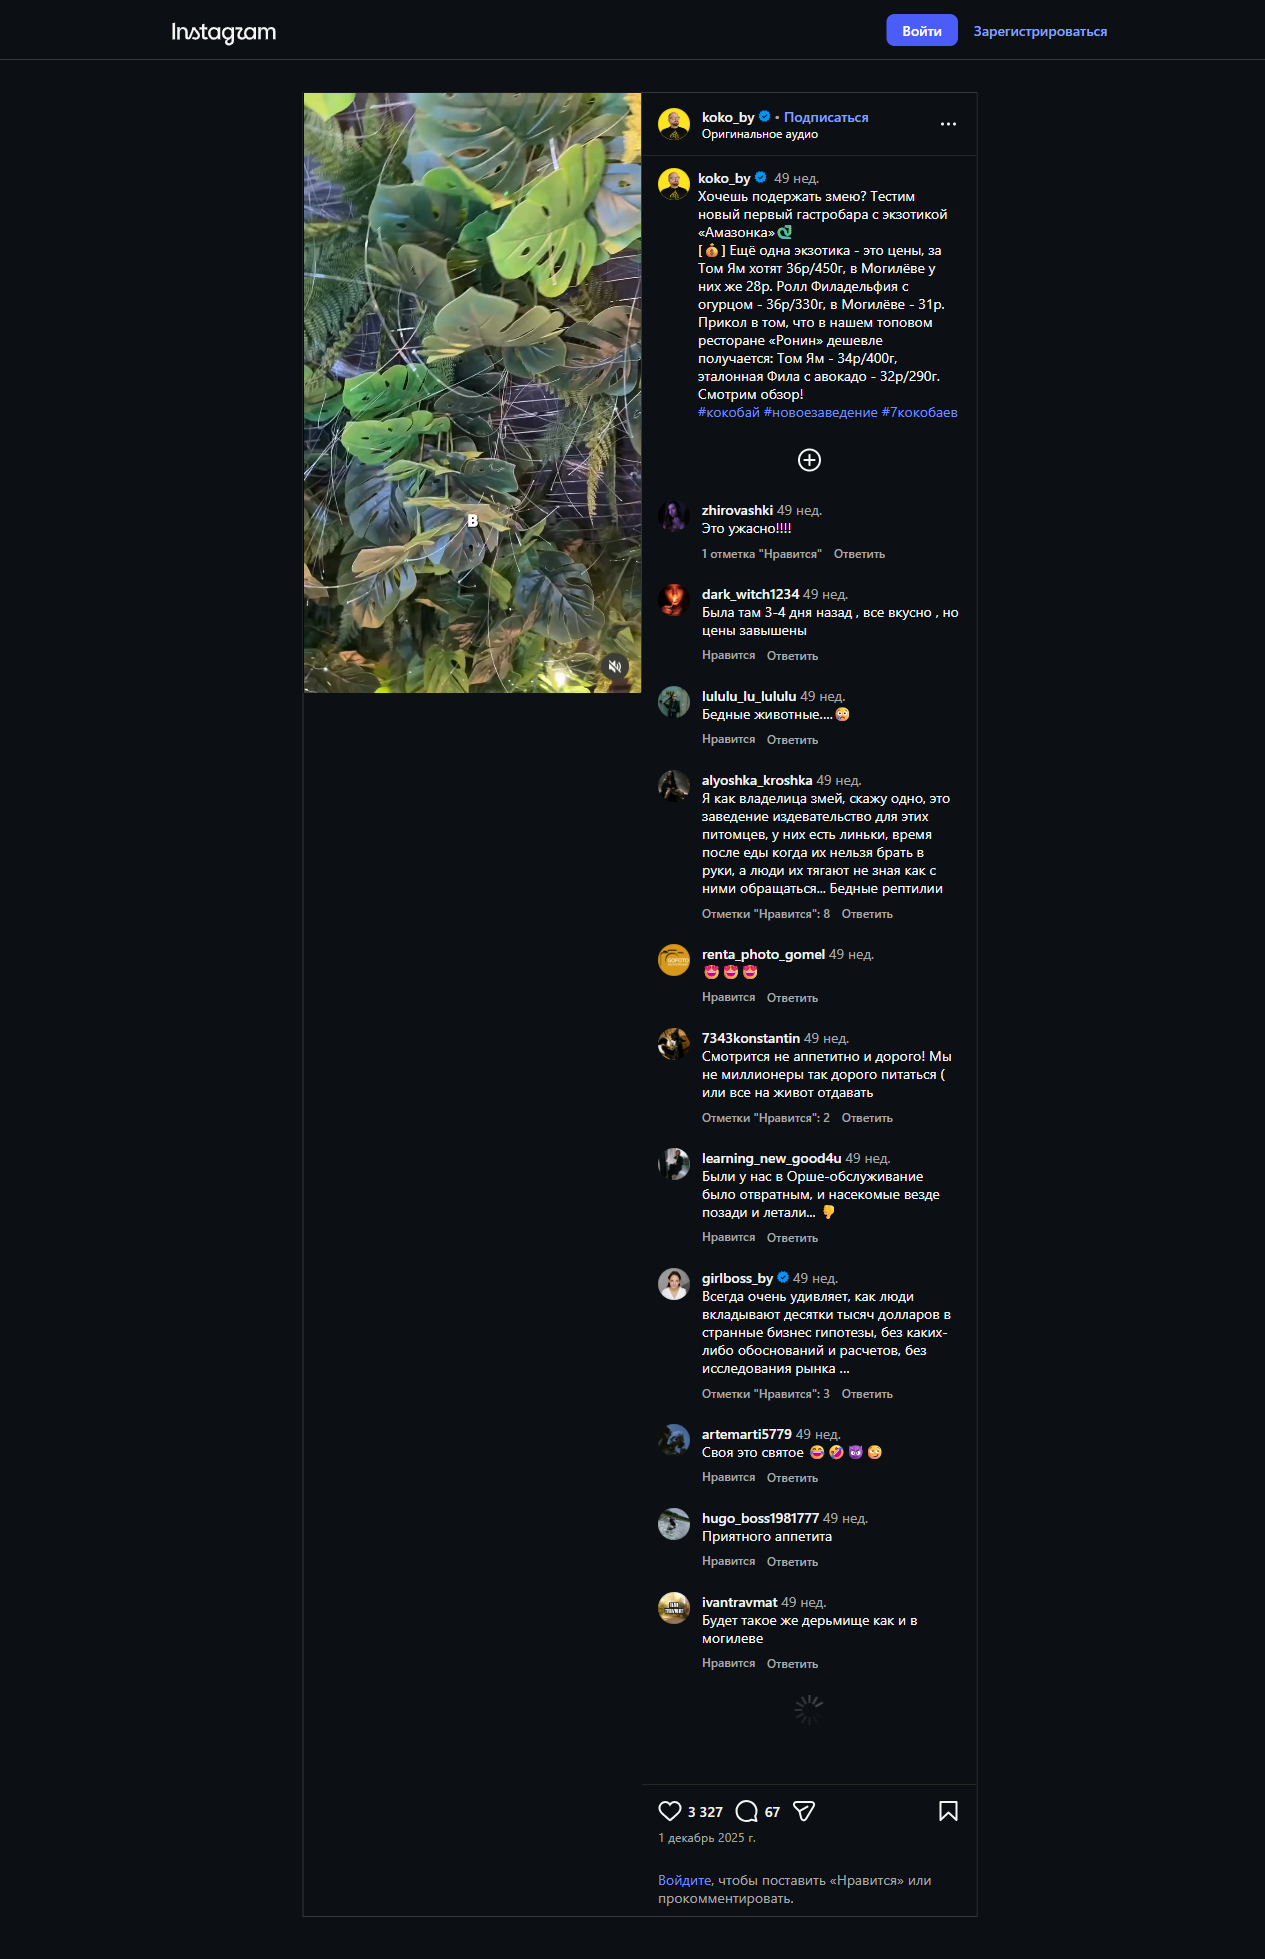 Instagram
Войти
Зарегистрироваться
koko_by • Подписаться
Оригинальное аудио
koko_by 49 нед.
Хочешь подержать змею? Тестим
новый первый гастробара с экзотикой
«Амазонка»🐍
[💰] Ещё одна экзотика - это цены, за
Том Ям хотят 36р/450г, в Могилёве у
них же 28р. Ролл Филадельфия с
огурцом - 36р/330г, в Могилёве - 31р.
Прикол в том, что в нашем топовом
ресторане «Ронин» дешевле
получается: Том Ям - 34р/400г,
эталонная Фила с авокадо - 32р/290г.
Смотрим обзор!
#кокобай #новоезаведение #7кокобаев
В
zhirovashki 49 нед.
Это ужасно!!!!
1 отметка "Нравится" Ответить
dark_witch1234 49 нед.
Была там 3-4 дня назад , все вкусно , но
цены завышены
Нравится Ответить
lululu_lu_lululu 49 нед.
Бедные животные....😜
Нравится Ответить
alyoshka_kroshka 49 нед.
Я как владелица змей, скажу одно, это
заведение издевательство для этих
питомцев, у них есть линьки, время
после еды когда их нельзя брать в
руки, а люди их тягают не зная как с
ними обращаться... Бедные рептилии
Отметки "Нравится": 8 Ответить
renta_photo_gomel 49 нед.
😍😍😍
Нравится Ответить
7343konstantin 49 нед.
Смотрится не аппетитно и дорого! Мы
не миллионеры так дорого питаться (
или все на живот отдавать
Отметки "Нравится": 2 Ответить
learning_new_good4u 49 нед.
Были у нас в Орше-обслуживание
было отвратным, и насекомые везде
позади и летали... 👎
Нравится Ответить
girlboss_by 49 нед.
Всегда очень удивляет, как люди
вкладывают десятки тысяч долларов в
странные бизнес гипотезы, без каких-
либо обоснований и расчетов, без
исследования рынка ...
Отметки "Нравится": 3 Ответить
artemarti5779 49 нед.
Своя это святое 😂🤣😈😜
Нравится Ответить
hugo_boss1981777 49 нед.
Приятного аппетита
Нравится Ответить
ivantravmat 49 нед.
Будет такое же дерьмище как и в
могилеве
Нравится Ответить
3 327 67
1 декабрь 2025 г.
Войдите, чтобы поставить «Нравится» или
прокомментировать.